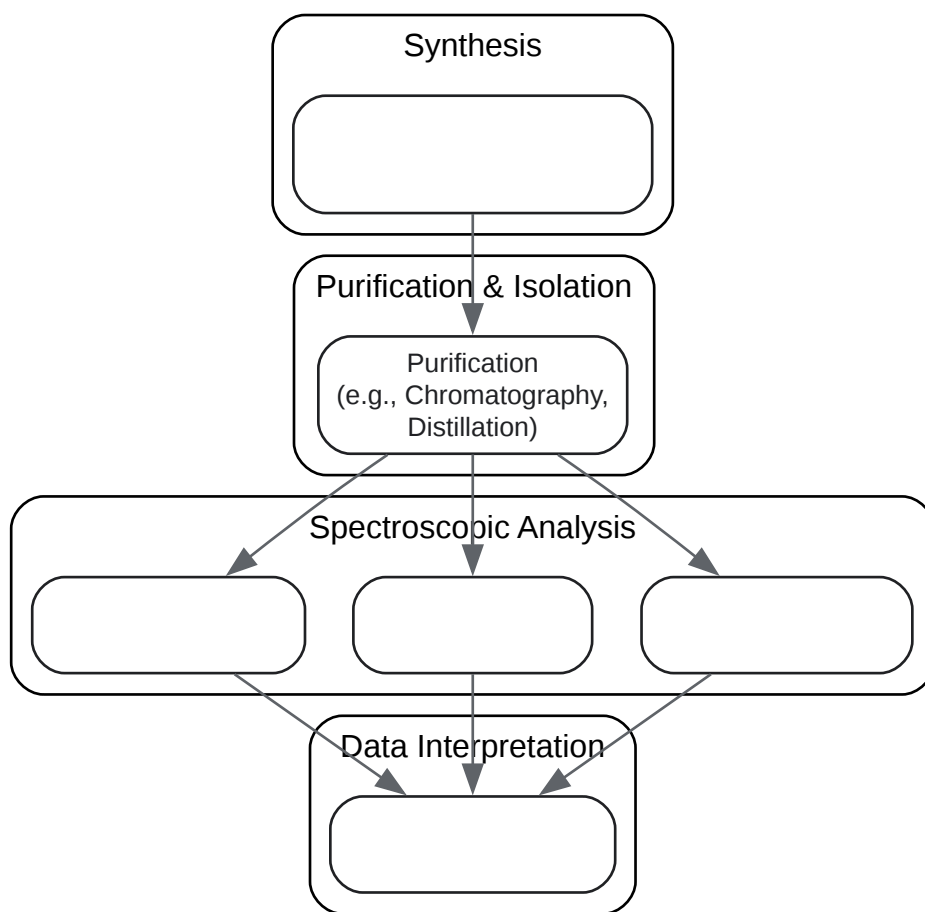 Synthesis
Purification & Isolation
Purification
(e.g., Chromatography,
Distillation)
Spectroscopic Analysis
Data Interpretation